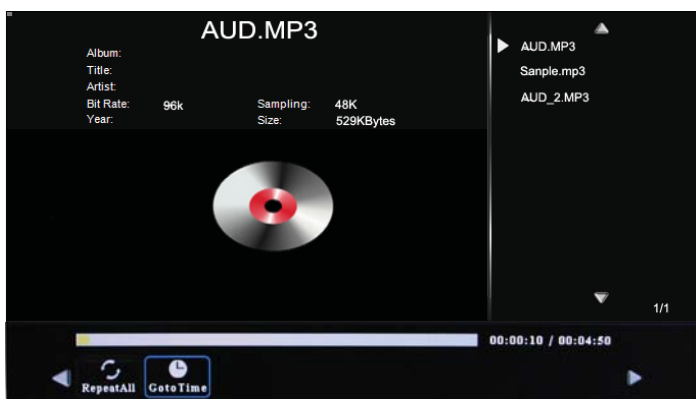 AUD.MP3
Album:
Title:
Artist:
Bit Rate: 96k Sampling: 48K
Year: Size: 529KBytes
AUD.MP3
Sanple.mp3
AUD_2.MP3
1/1
00:00:10 / 00:04:50
RepeatAll GotoTime